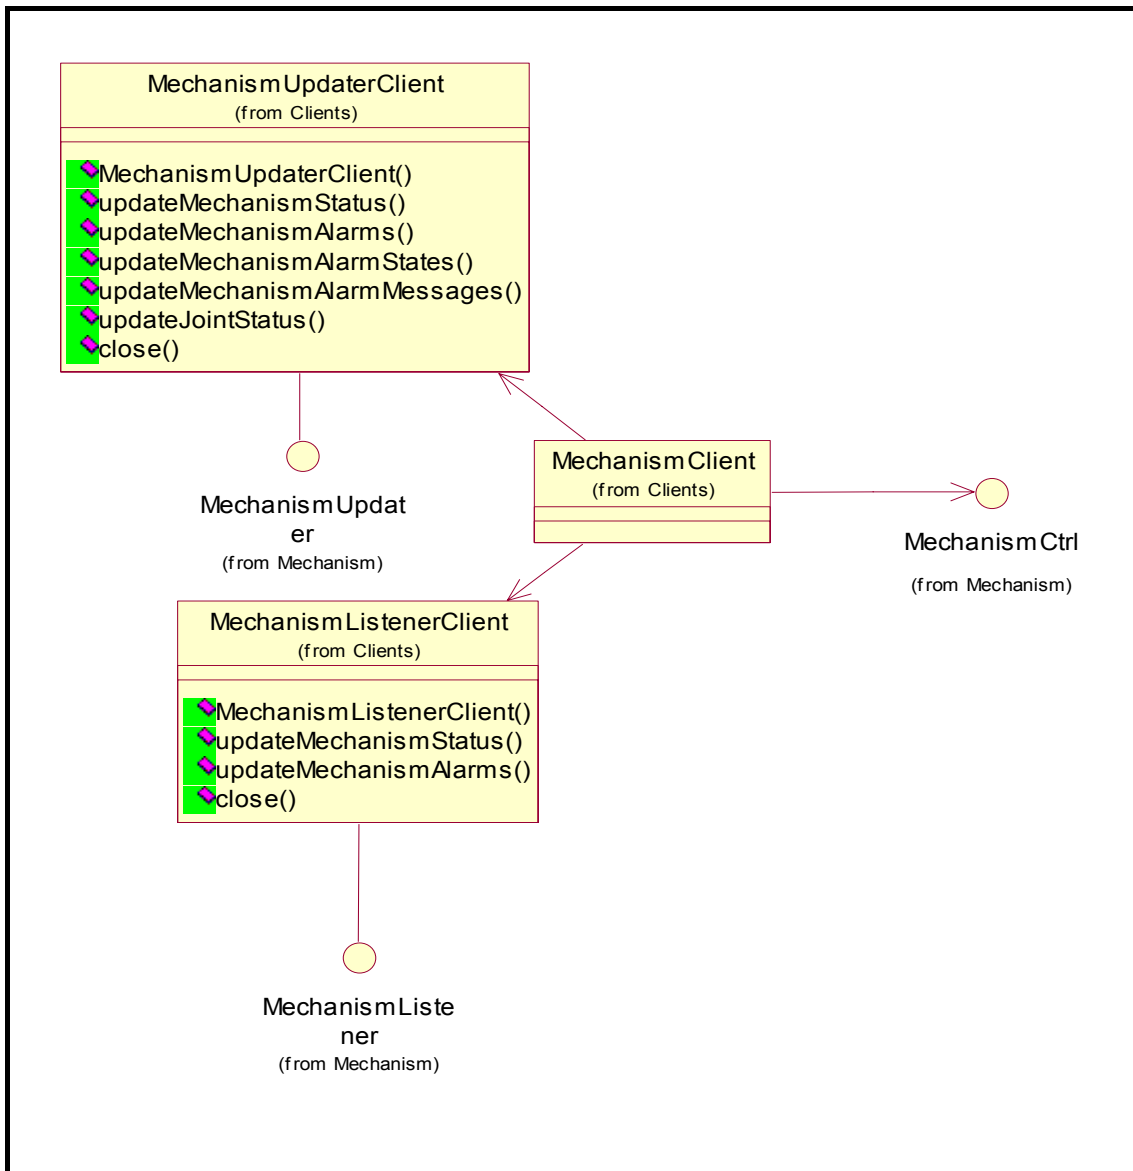 MechanismUpdaterClient
(from Clients)
MechanismUpdaterClient()
updateMechanismStatus()
updateMechanismAlarms()
updateMechanismAlarmStates()
updateMechanismAlarmMessages()
updateJointStatus()
close()
MechanismUpdat
er
(from Mechanism)
MechanismClient
(from Clients)
MechanismCtrl
(from Mechanism)
MechanismListenerClient
(from Clients)
MechanismListenerClient()
updateMechanismStatus()
updateMechanismAlarms()
close()
MechanismListe
ner
(from Mechanism)